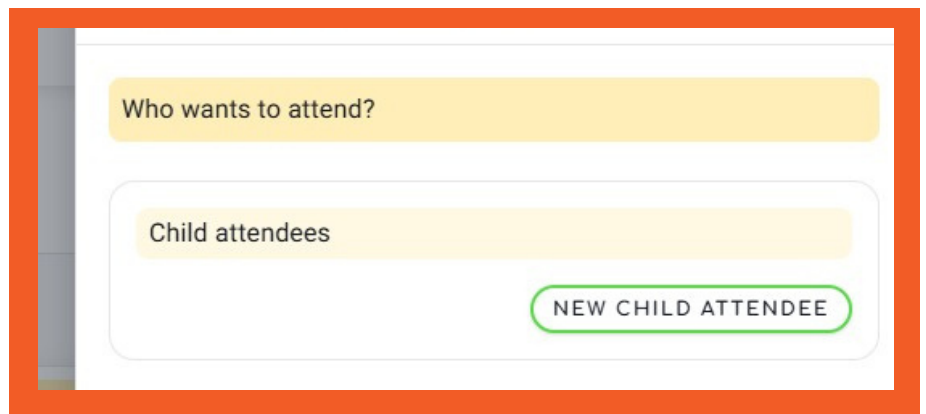 Who wants to attend?
Child attendees
NEW CHILD ATTENDEE